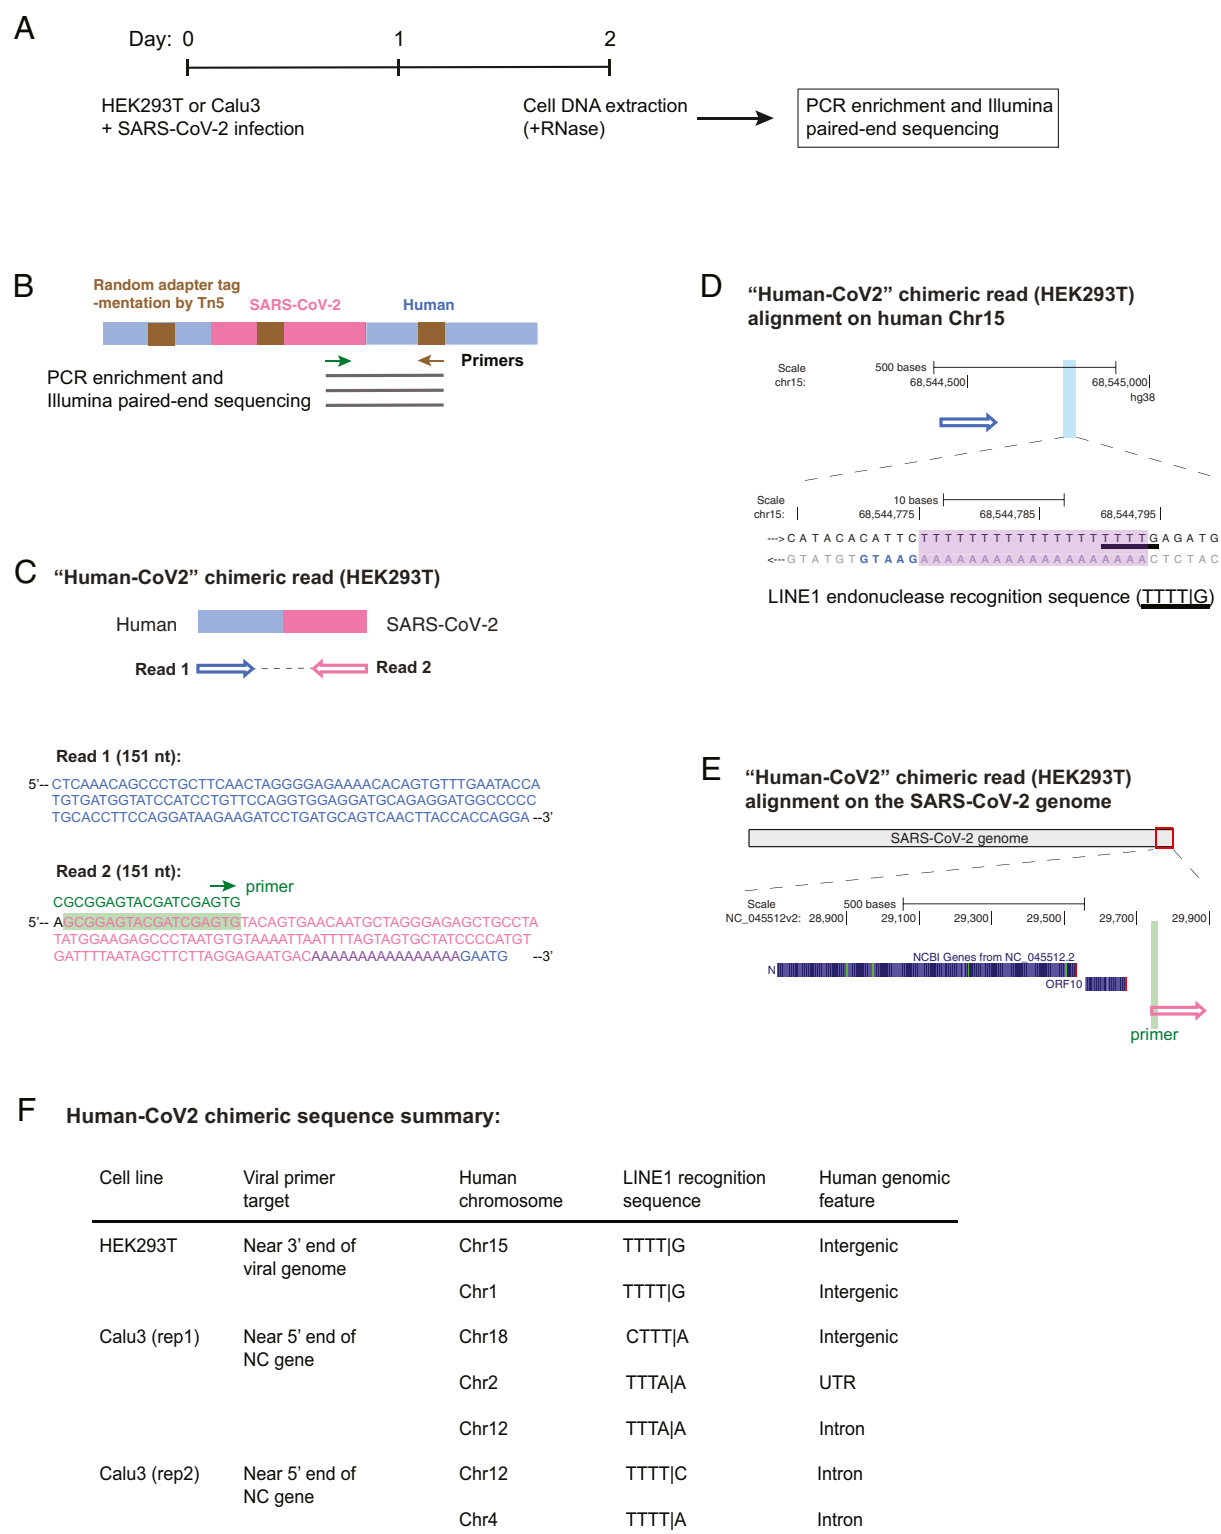 A
Day: 0 1 2
HEK293T or Calu3
+ SARS-CoV-2 infection
Cell DNA extraction
(+RNase)
PCR enrichment and Illumina
paired-end sequencing
B
Random adapter tag
-mentation by Tn5
SARS-CoV-2
Human
Primers
PCR enrichment and
Illumina paired-end sequencing
C
“Human-CoV2” chimeric read (HEK293T)
Human
SARS-CoV-2
Read 1
Read 2
Read 1 (151 nt):
5’-- CTCAAACAGCCCTGCTTCAACTAGGGGAGAAAACACAGTGTTTGAATACCA
TGTGATGGTATCCATCCTGTTCCAGGTGGAGGATGCAGAGGATGGCCCCC
TGCACCTTCCAGGATAAGAAGATCCTGATGCAGTCAACTTACCACCAGGA --3’
Read 2 (151 nt):
primer
CGCGGAGTACGATCGAGTG
5’-- AGCGGAGTACGATCGAGTGTACAGTGAACAATGCTAGGGAGAGCTGCCTA
TATGGAAGAGCCCTAATGTGTAAAATTAATTTTAGTAGTGCTATCCCCATGT
GATTTTAATAGCTTCTTAGGAGAATGACAAAAAAAAAAAAAAAAGAATG --3’
D
“Human-CoV2” chimeric read (HEK293T)
alignment on human Chr15
Scale 500 bases
chr15: 68,544,500 68,545,000
hg38
Scale 10 bases
chr15: 68,544,775 68,544,785 68,544,795
---> C A T A C A C A T T C T T T T T T T T T T T T T T T T T T T G A G A T G
<--- G T A T G T G T A A G A A A A A A A A A A A A A A A A A A A C T C T A C
LINE1 endonuclease recognition sequence (TTTT|G)
E
“Human-CoV2” chimeric read (HEK293T)
alignment on the SARS-CoV-2 genome
SARS-CoV-2 genome
Scale 500 bases
NC_045512v2: 28,900 29,100 29,300 29,500 29,700 29,900
NCBI Genes from NC_045512.2
N
ORF10
primer
F
Human-CoV2 chimeric sequence summary:
Cell line Viral primer target Human chromosome LINE1 recognition sequence Human genomic feature
HEK293T Near 3’ end of viral genome Chr15 TTTT|G Intergenic
Chr1 TTTT|G Intergenic
Calu3 (rep1) Near 5’ end of NC gene Chr18 CTTT|A Intergenic
Chr2 TTTA|A UTR
Chr12 TTTA|A Intron
Calu3 (rep2) Near 5’ end of NC gene Chr12 TTTT|C Intron
Chr4 TTTT|A Intron